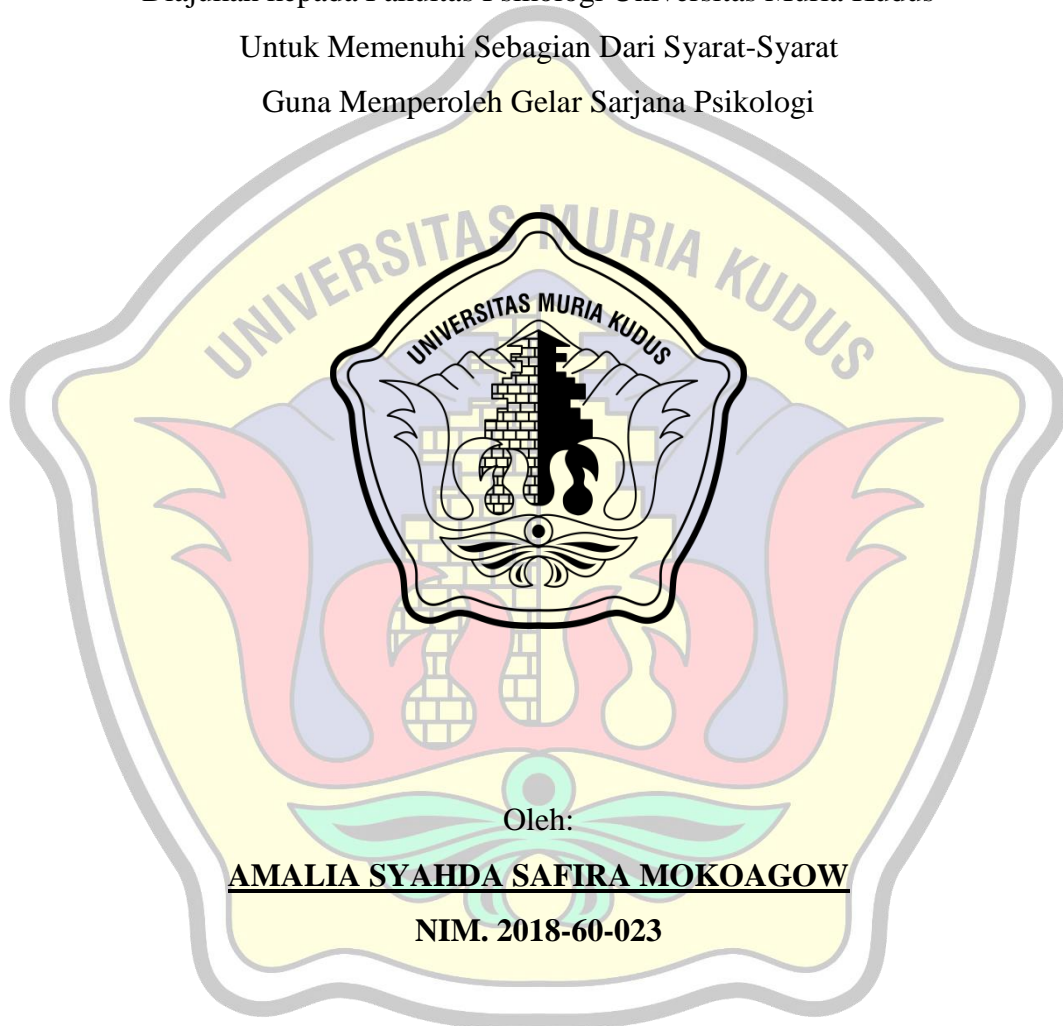 Diajukan kepada Fakultas Psikologi Universitas Muria Kudus
Untuk Memenuhi Sebagian Dari Syarat-Syarat
Guna Memperoleh Gelar Sarjana Psikologi
UNIVERSITAS MURIA KUDUS
UNIVERSITAS MURIA KUDUS
Oleh:
AMALIA SYAHDA SAFIRA MOKOAGOW
NIM. 2018-60-023